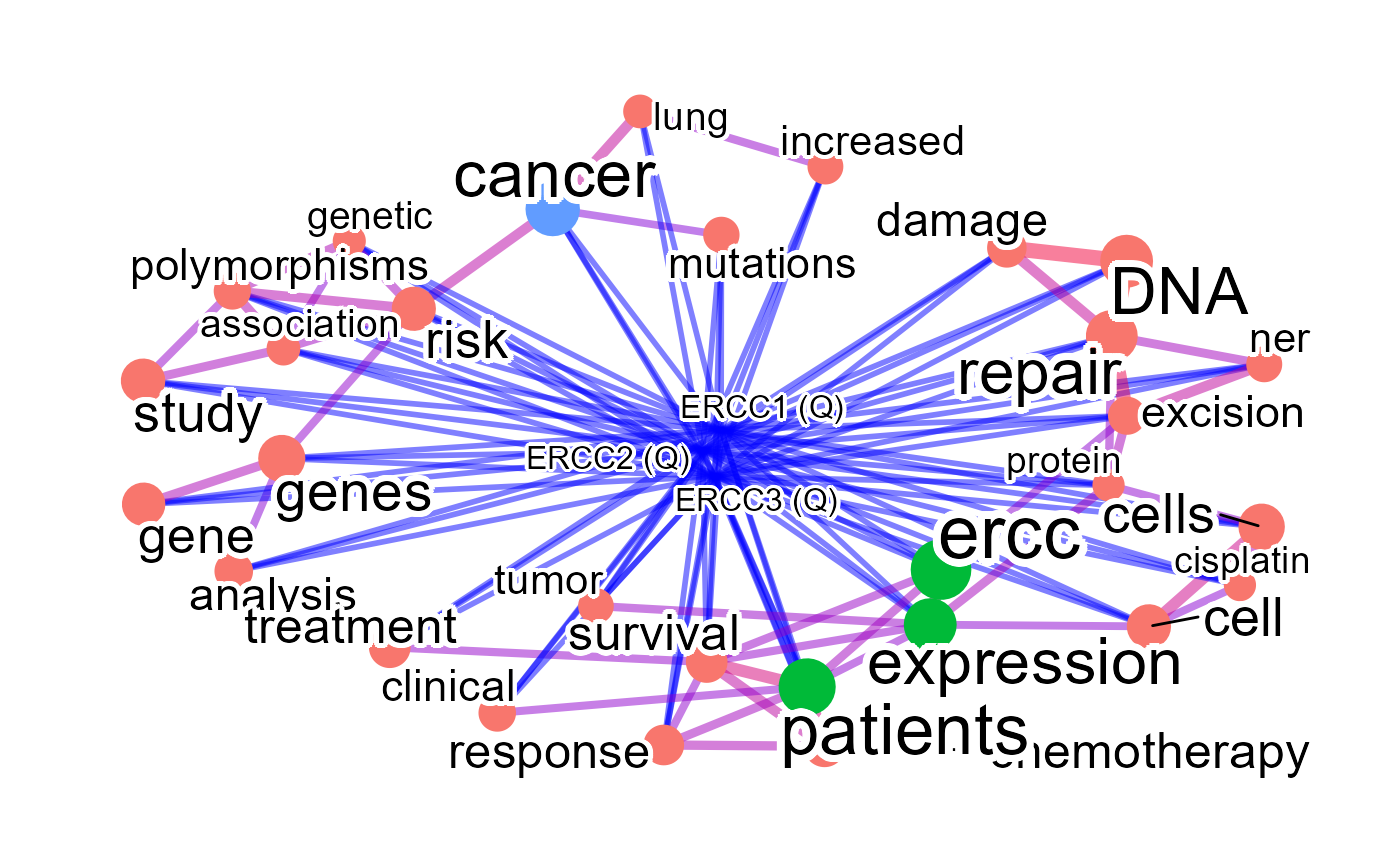 lung
increased
cancer
genetic
damage
polymorphisms
mutations
DNA
association
risk
ner
repair
study
ERCC1 (Q)
excision
ERCC2 (Q)
protein
genes
ERCC3 (Q)
gene
cells
ercc
cisplatin
tumor
analysis
treatment
survival
cell
expression
clinical
patients
response
chemotherapy